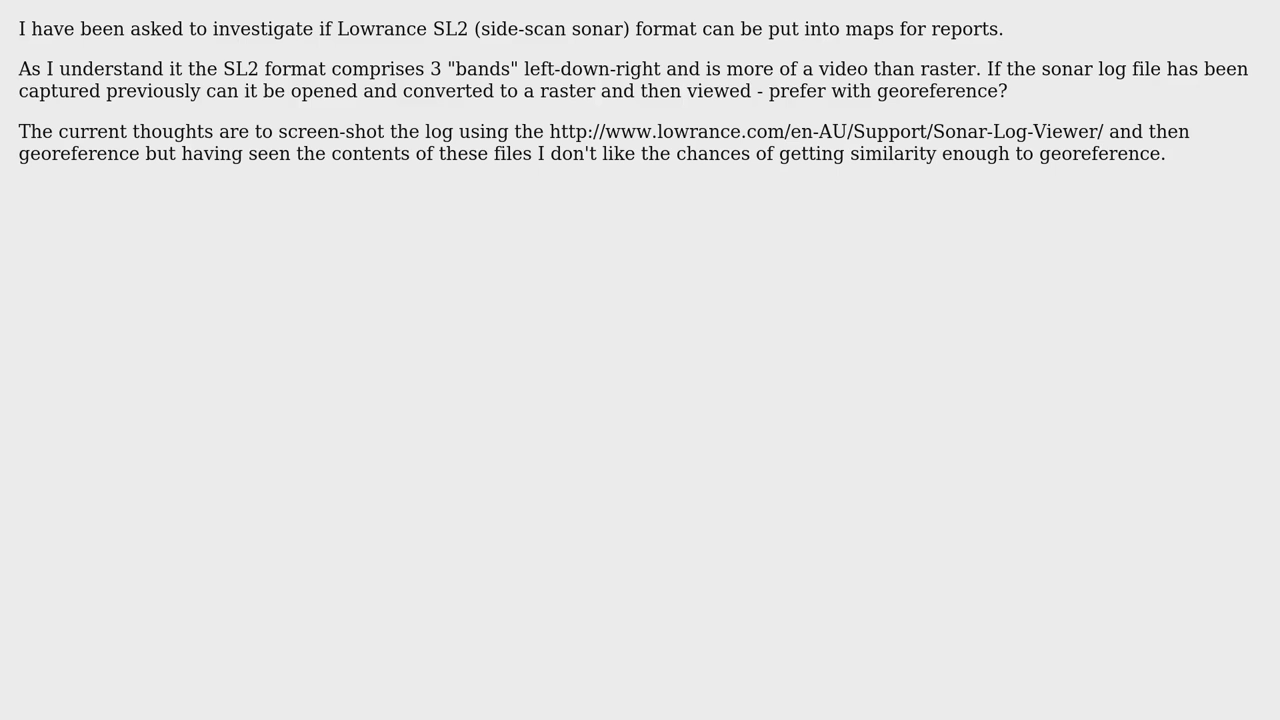 I have been asked to investigate if Lowrance SL2 (side-scan sonar) format can be put into maps for reports.
As I understand it the SL2 format comprises 3 "bands" left-down-right and is more of a video than raster. If the sonar log file has been
captured previously can it be opened and converted to a raster and then viewed - prefer with georeference?
The current thoughts are to screen-shot the log using the http://www.lowrance.com/en-AU/Support/Sonar-Log-Viewer/ and then
georeference but having seen the contents of these files I don't like the chances of getting similarity enough to georeference.